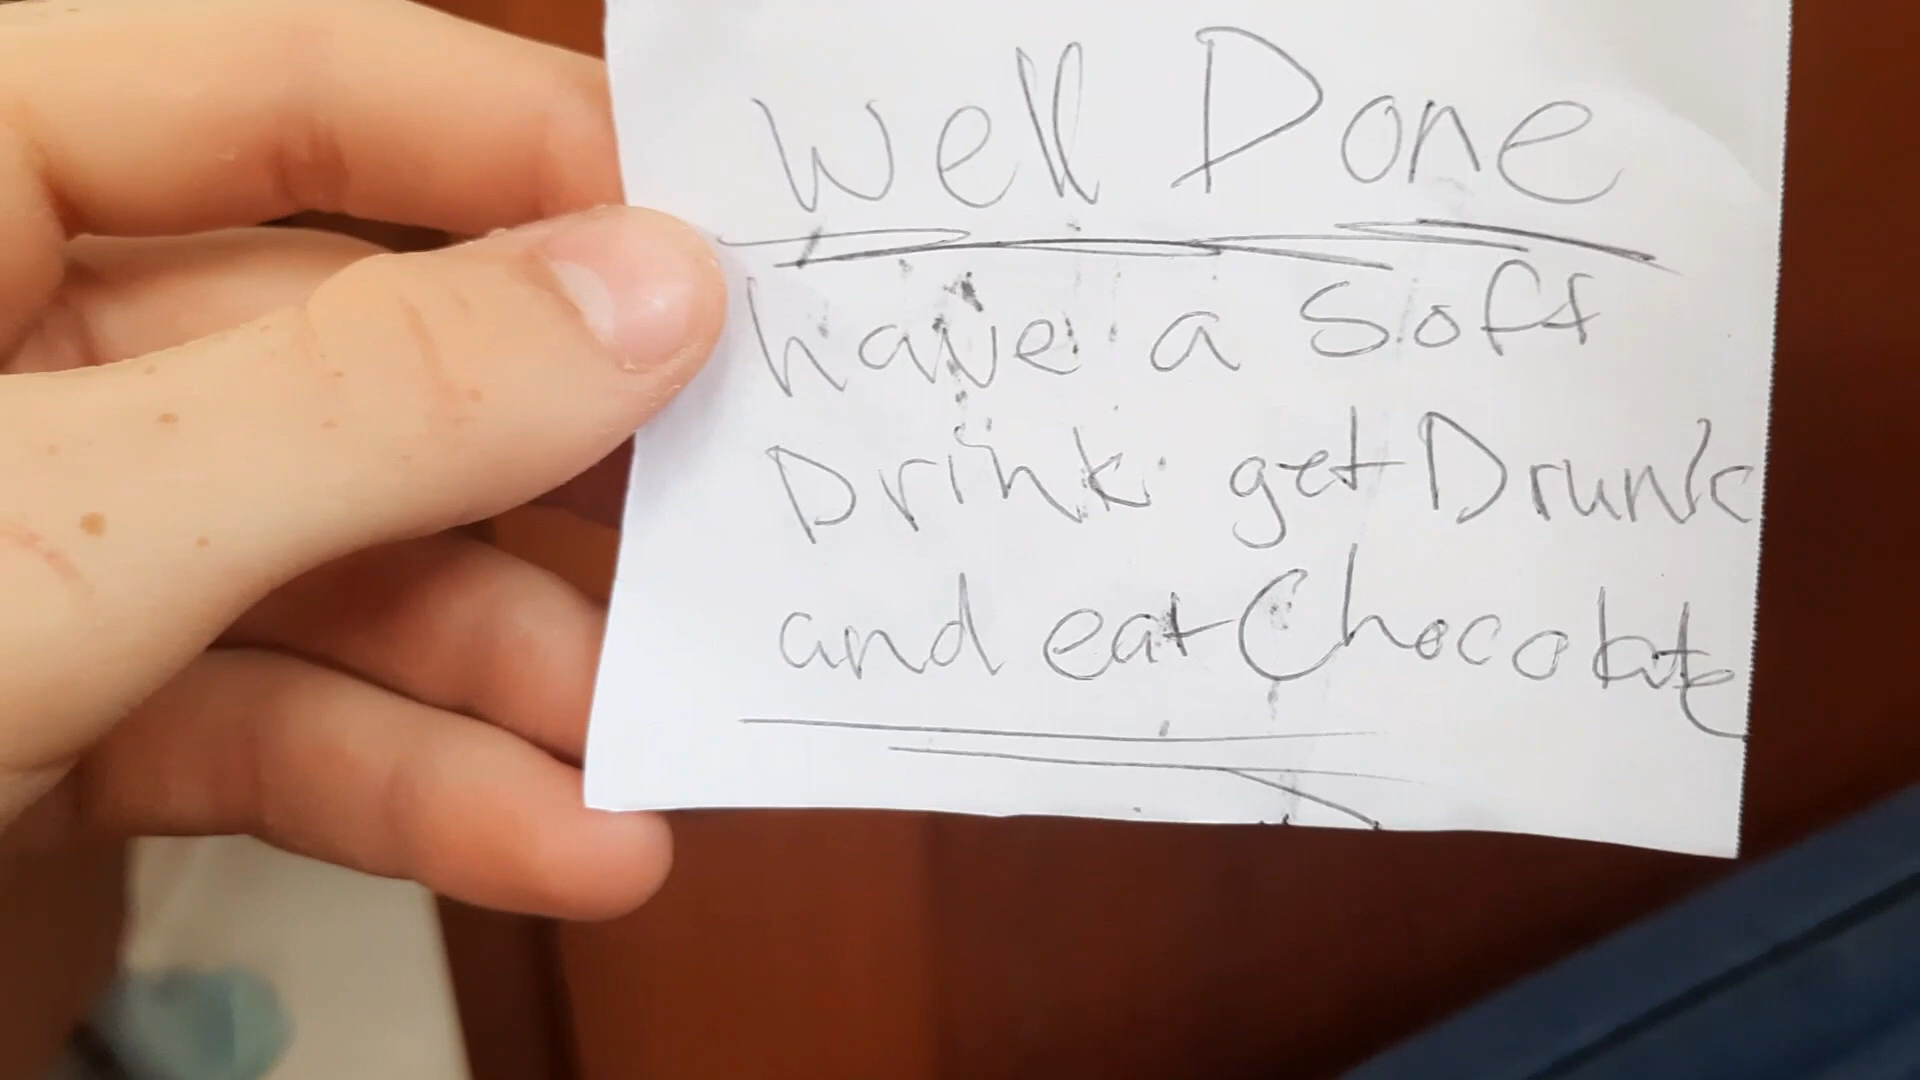 Well Done
have a Soft
Drink get Drunk
and eat Chocolate